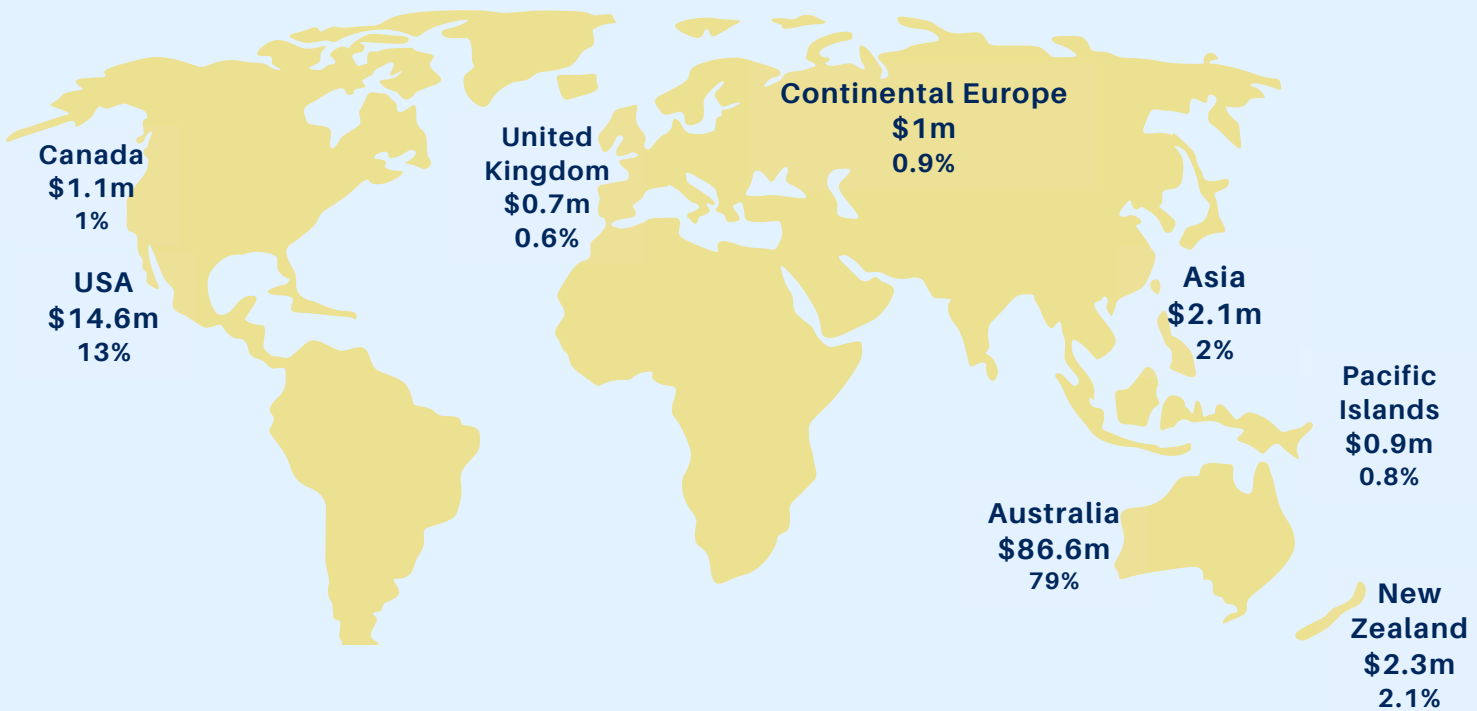 Canada
$1.1m
1%
USA
$14.6m
13%
United
Kingdom
$0.7m
0.6%
Continental Europe
$1m
0.9%
Asia
$2.1m
2%
Pacific
Islands
$0.9m
0.8%
Australia
$86.6m
79%
New
Zealand
$2.3m
2.1%